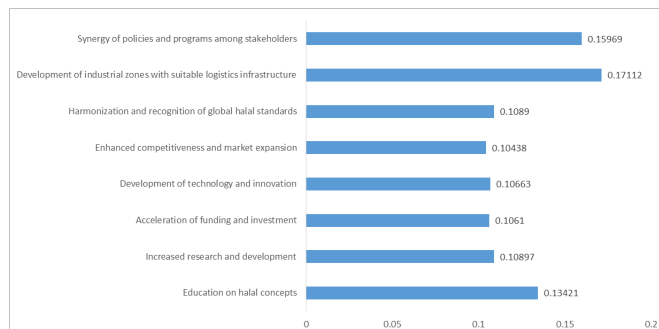 Synergy of policies and programs among stakeholders 0.15969
Development of industrial zones with suitable logistics infrastructure 0.17112
Harmonization and recognition of global halal standards 0.1089
Enhanced competitiveness and market expansion 0.10438
Development of technology and innovation 0.10663
Acceleration of funding and investment 0.1061
Increased research and development 0.10897
Education on halal concepts 0.13421
0 0.05 0.1 0.15 0.2